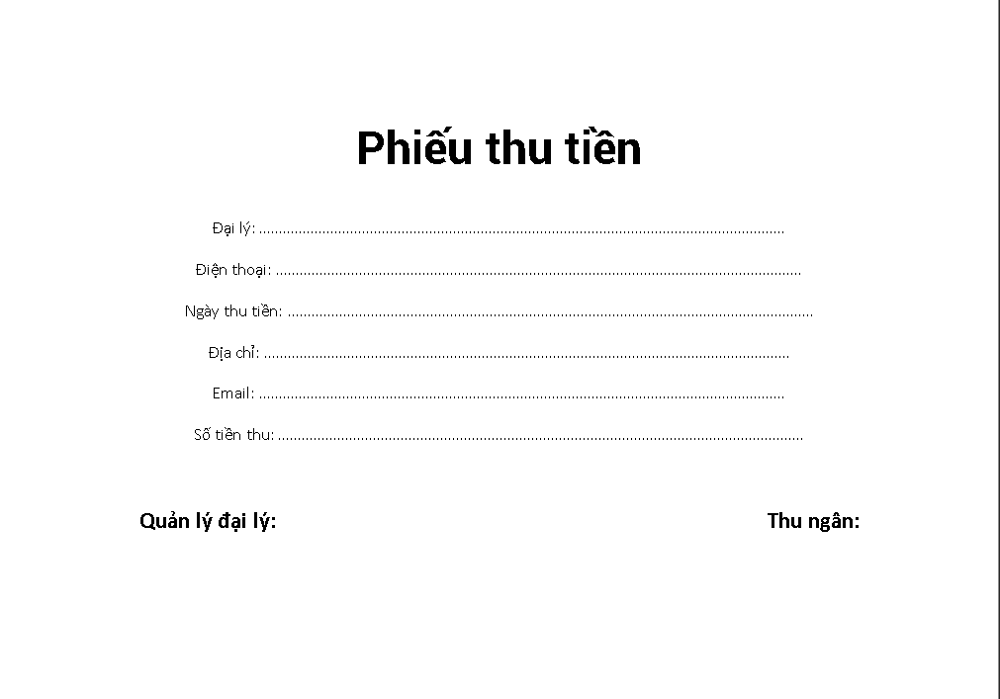 Phiếu thu tiền
Đại lý: .....................................................................................................................................
Điện thoại: .....................................................................................................................................
Ngày thu tiền: .....................................................................................................................................
Địa chỉ: .....................................................................................................................................
Email: .....................................................................................................................................
Số tiền thu: .....................................................................................................................................
Quản lý đại lý: Thu ngân: